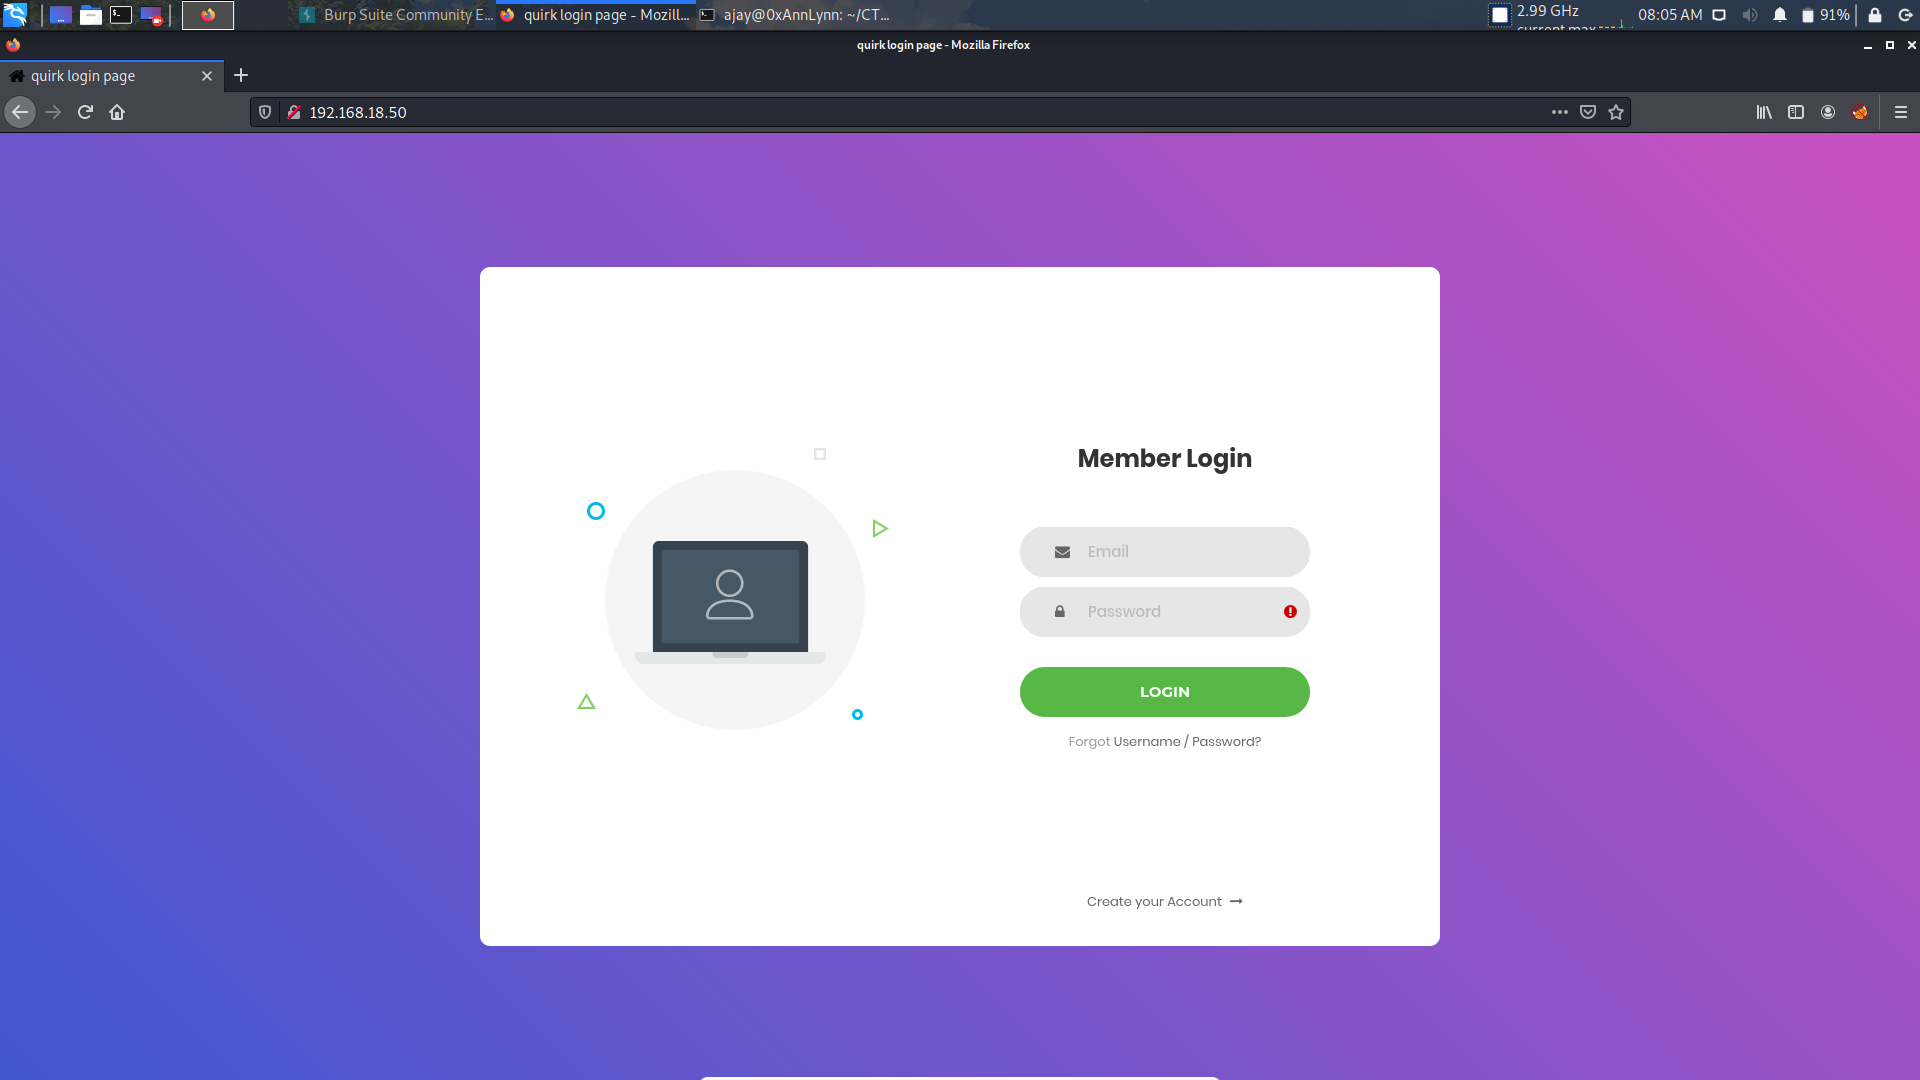 Burp Suite Community E...
quirk login page - Mozill...
ajay@0xAnnLynn: ~/CT...
2.99 GHz
current max
08:05 AM
91%
quirk login page - Mozilla Firefox
quirk login page
192.168.18.50
Member Login
Email
Password
LOGIN
Forgot Username / Password?
Create your Account